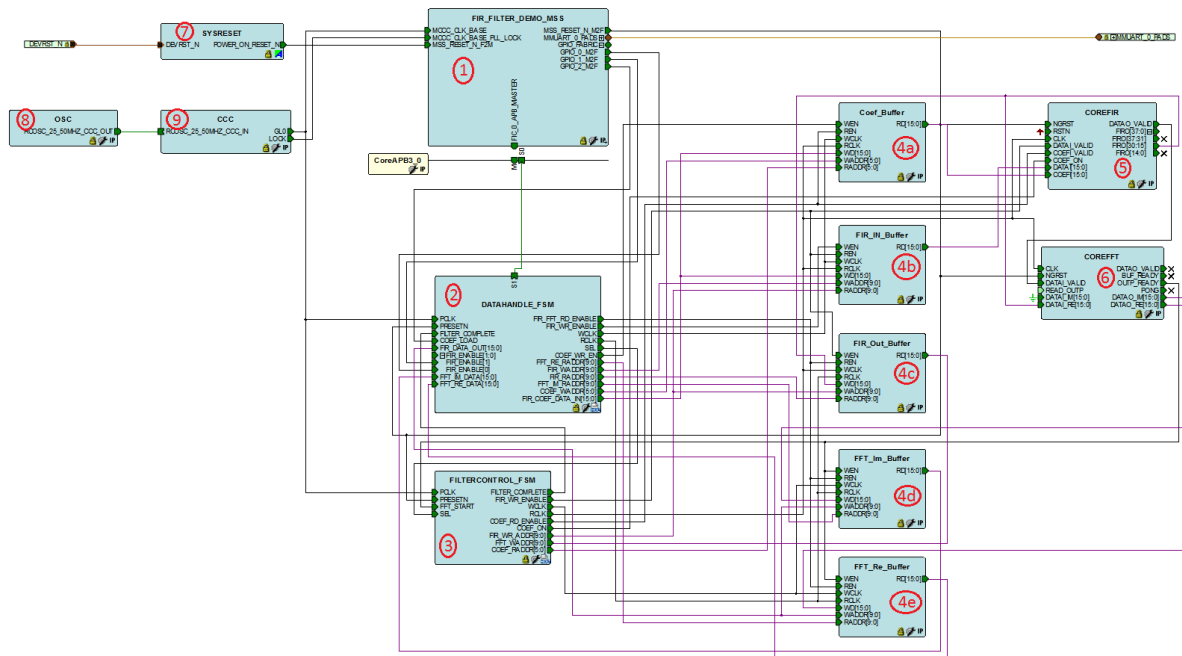 7
SYSRESET
DEVRST_N
DEVRST_N
POWER_ON_RESET_N
8
OSC
RCOSC_25_50MHZ_CCC_OUT
9
CCC
RCOSC_25_50MHZ_CCC_IN
GL0
LOCK
FIR_FILTER_DEMO_MSS
MCCC_CLK_BASE
MCCC_CLK_BASE_PLL_LOCK
MSS_RESET_N_F2M
MSS_RESET_N_M2F
MMUART_0_PADS
GPIO_FABRIC
GPIO_0_M2F
GPIO_1_M2F
GPIO_2_M2F
1
FIC_0_APB_MASTER
MMUART_0_PADS
CoreAPB3_0
IP
S0
S1
2
DATAHANDLE_FSM
PCLK
PRESETN
FILTER_COMPLETE
COEF_LOAD
FIR_DATA_OUT[15:0]
FIR_ENABLE[1:0]
FIR_ENABLE[1]
FIR_ENABLE[0]
FFT_IM_DATA[15:0]
FFT_RE_DATA[15:0]
FIR_FFT_RD_ENABLE
FIR_WR_ENABLE
WCLK
RCLK
SEL
COEF_WR_EN
FFT_RE_RADDR[9:0]
FIR_WADDR[9:0]
FIR_RADDR[9:0]
FFT_IM_RADDR[9:0]
COEF_WADDR[5:0]
FIR_COEF_DATA_IN[15:0]
FILTERCONTROL_FSM
PCLK
PRESETN
FFT_START
SEL
FILTER_COMPLETE
FIR_WR_ENABLE
WCLK
RCLK
COEF_RD_ENABLE
COEF_ON
FIR_WR_ADDR[9:0]
FFT_WADDR[9:0]
COEF_RADDR[5:0]
3
Coef_Buffer
WEN
REN
WCLK
RCLK
WD[15:0]
WADDR[5:0]
RADDR[5:0]
RD[15:0]
4a
IP
FIR_IN_Buffer
WEN
REN
WCLK
RCLK
WD[15:0]
WADDR[9:0]
RADDR[9:0]
RD[15:0]
4b
IP
FIR_Out_Buffer
WEN
REN
WCLK
RCLK
WD[15:0]
WADDR[9:0]
RADDR[9:0]
RD[15:0]
4c
IP
FFT_Im_Buffer
WEN
REN
WCLK
RCLK
WD[15:0]
WADDR[9:0]
RADDR[9:0]
RD[15:0]
4d
IP
FFT_Re_Buffer
WEN
REN
WCLK
RCLK
WD[15:0]
WADDR[9:0]
RADDR[9:0]
RD[15:0]
4e
IP
COREFIR
NGRST
RSTN
CLK
DATAI_VALID
COEFI_VALID
COEF_ON
DATAI[15:0]
COEFI[15:0]
DATAO_VALID
FIRO[37:0]
FIRO[37:31]
FIRO[30:15]
FIRO[14:0]
5
IP
COREFFT
CLK
NGRST
DATAI_VALID
READ_OUTP
DATAI_IM[15:0]
DATAI_RE[15:0]
DATAO_VALID
BUF_READY
OUTP_READY
PONG
DATAO_IM[15:0]
DATAO_RE[15:0]
6
IP